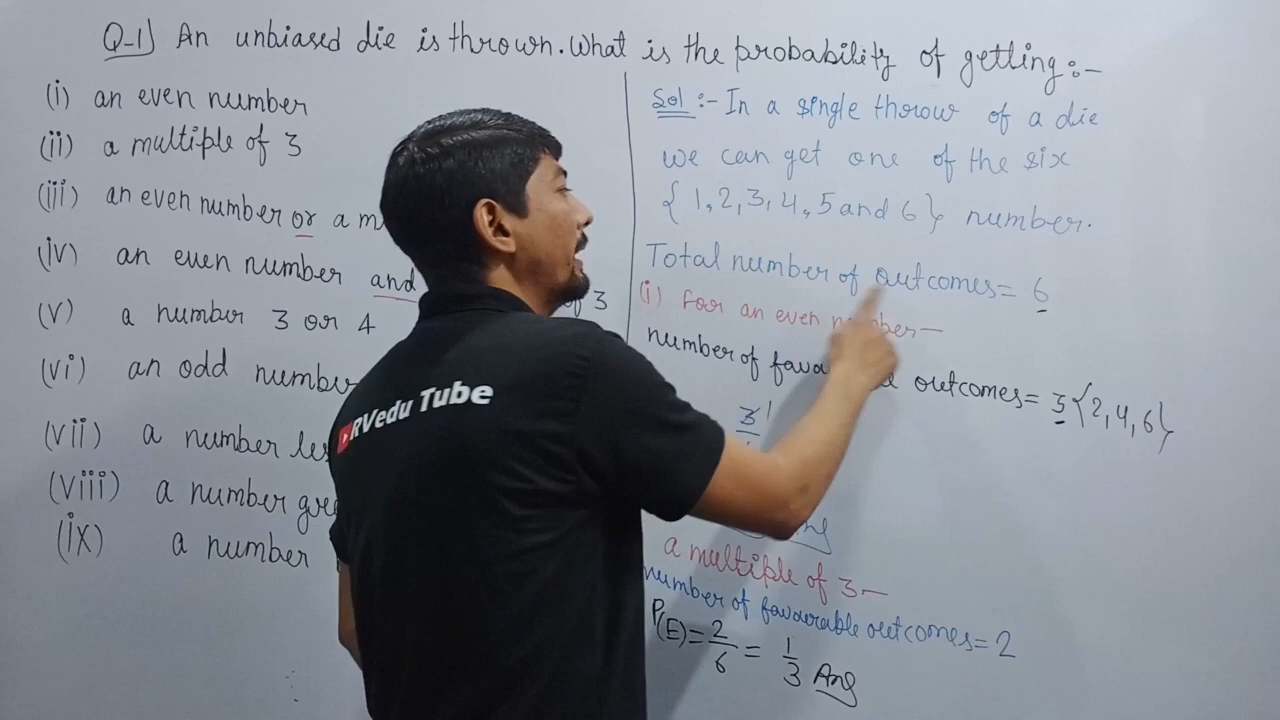 Q-1) An unbiased die is thrown. What is the probability of getting:-
(i) an even number
(ii) a multiple of 3
(iii) an even number or a
(iv) an even number and of 3
(v) a number 3 or 4
(vi) an odd number
(vii) a number
(viii) a number
(ix) a number
Sol :- In a single throw of a die
we can get one of the six
{1,2,3,4,5 and 6} number.
Total number of outcomes = 6
(i) For an even number-
number of outcomes = 3{2,4,6}
3 1
Ans
a multiple of 3-
number of favourable outcomes = 2
P(E) = 2/6 = 1/3 Ans
RVedu Tube